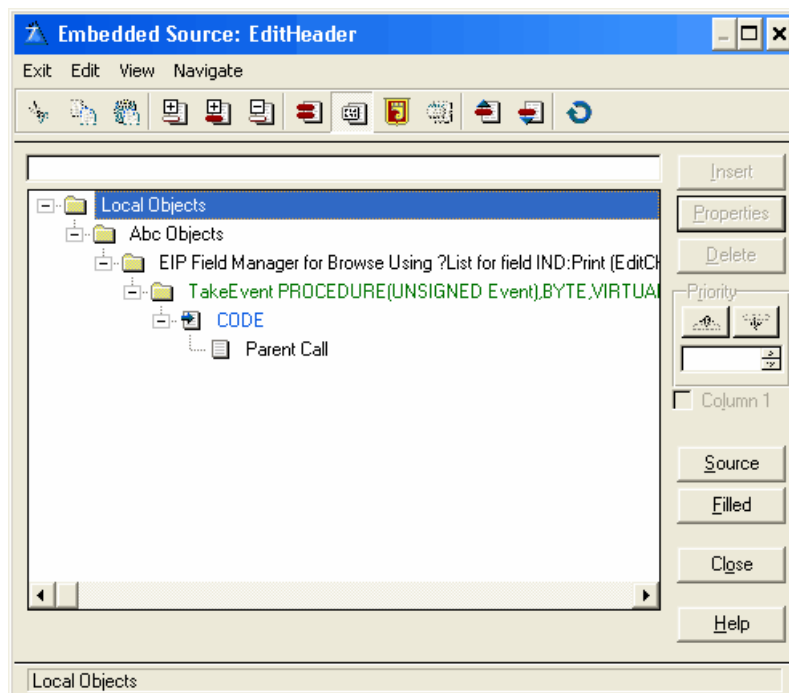 Embedded Source: EditHeader
Exit Edit View Navigate
Insert
Local Objects
Properties
Abc Objects
EIP Field Manager for Browse Using ?List for field IND:Print (EditCh
Delete
TakeEvent PROCEDURE(UNSIGNED Event),BYTE,VIRTUAL
Priority
CODE
Parent Call
Column 1
Source
Filled
Close
Help
Local Objects